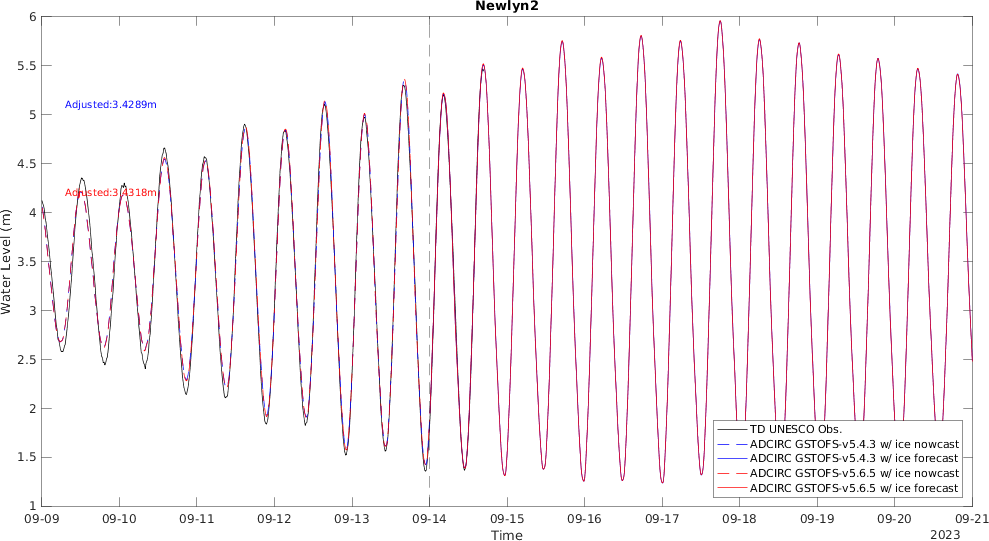 Newlyn2
6
5.5
5
4.5
4
3.5
3
2.5
2
1.5
1
Water Level (m)
Adjusted:3.4289m
Adjusted:3.4318m
TD UNESCO Obs.
ADCIRC GSTOFS-v5.4.3 w/ ice nowcast
ADCIRC GSTOFS-v5.4.3 w/ ice forecast
ADCIRC GSTOFS-v5.6.5 w/ ice nowcast
ADCIRC GSTOFS-v5.6.5 w/ ice forecast
09-09 09-10 09-11 09-12 09-13 09-14 09-15 09-16 09-17 09-18 09-19 09-20 09-21
Time
2023